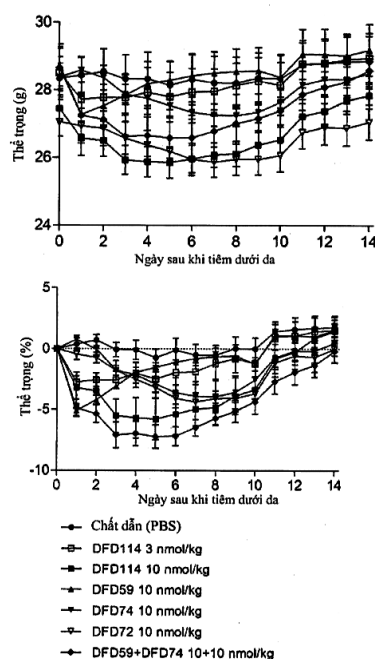 30
28
26
24
Thể trọng (g)
0 2 4 6 8 10 12 14
Ngày sau khi tiêm dưới da
5
0
-5
-10
Thể trọng (%)
0 2 4 6 8 10 12 14
Ngày sau khi tiêm dưới da
Chất dẫn (PBS)
DFD114 3 nmol/kg
DFD114 10 nmol/kg
DFD59 10 nmol/kg
DFD74 10 nmol/kg
DFD72 10 nmol/kg
DFD59+DFD74 10+10 nmol/kg